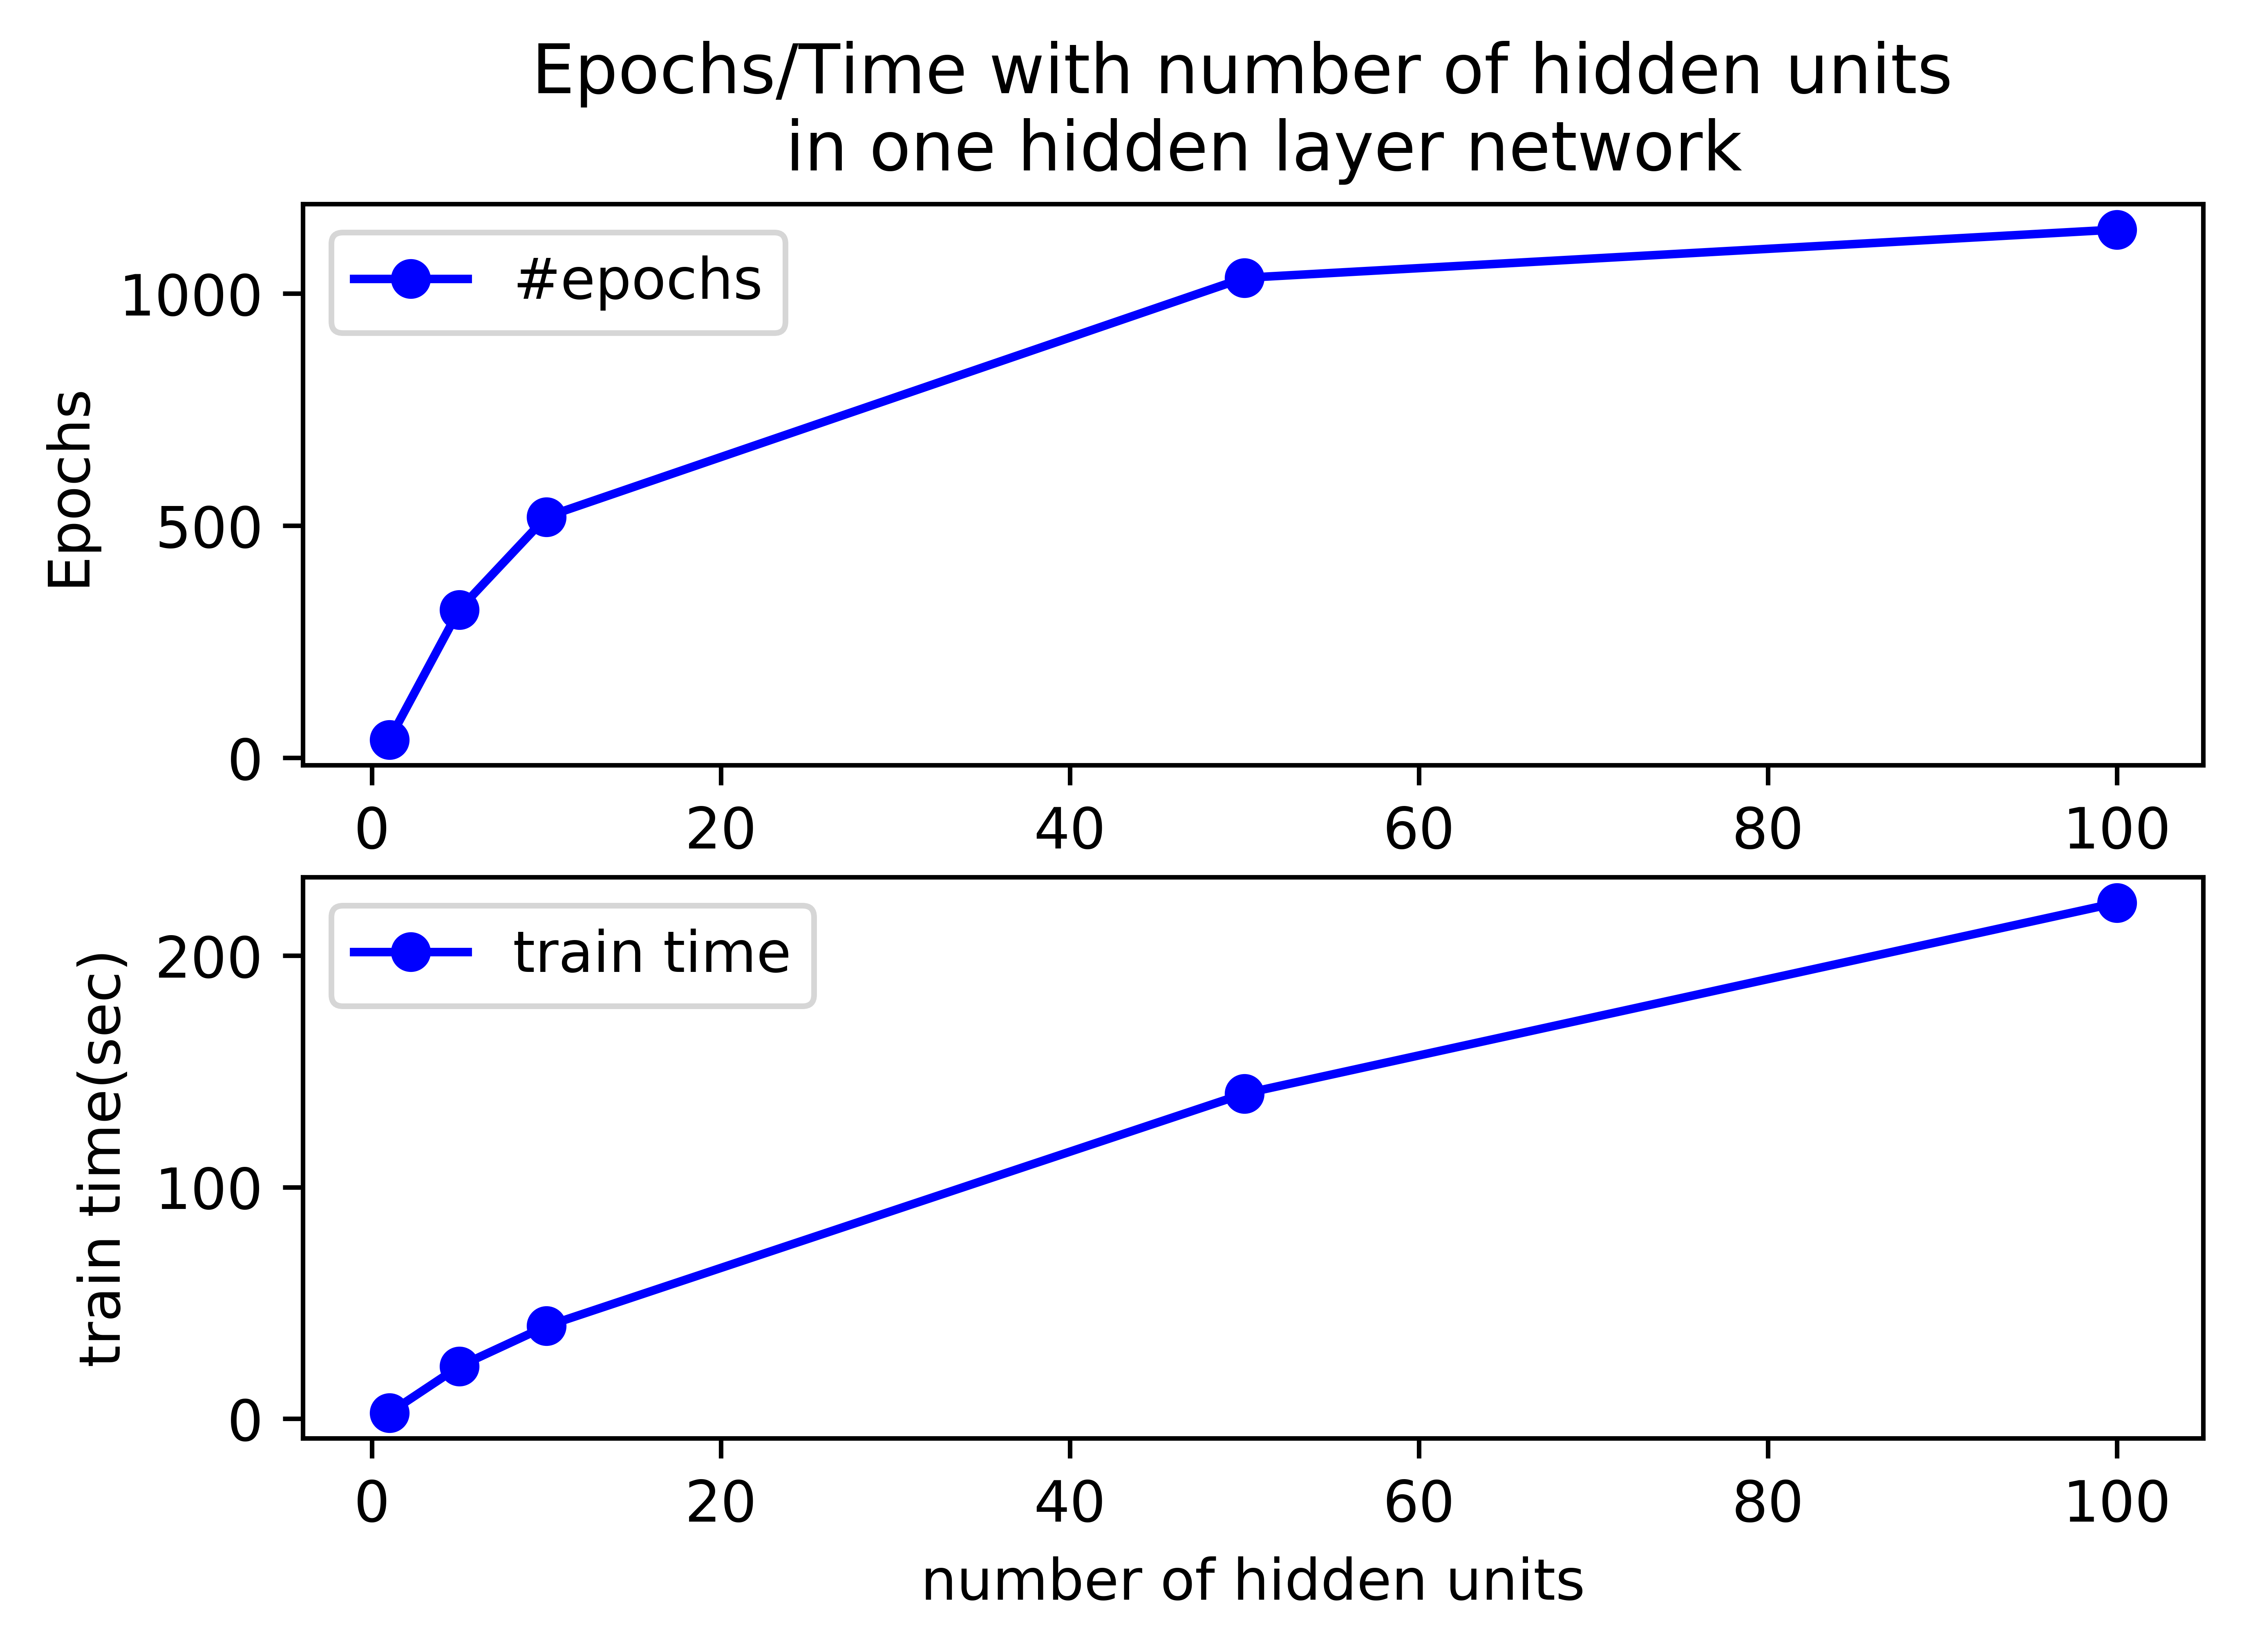 Epochs/Time with number of hidden units
in one hidden layer network
#epochs
Epochs
1000
500
0
0 20 40 60 80 100
train time
train time(sec)
200
100
0
0 20 40 60 80 100
number of hidden units